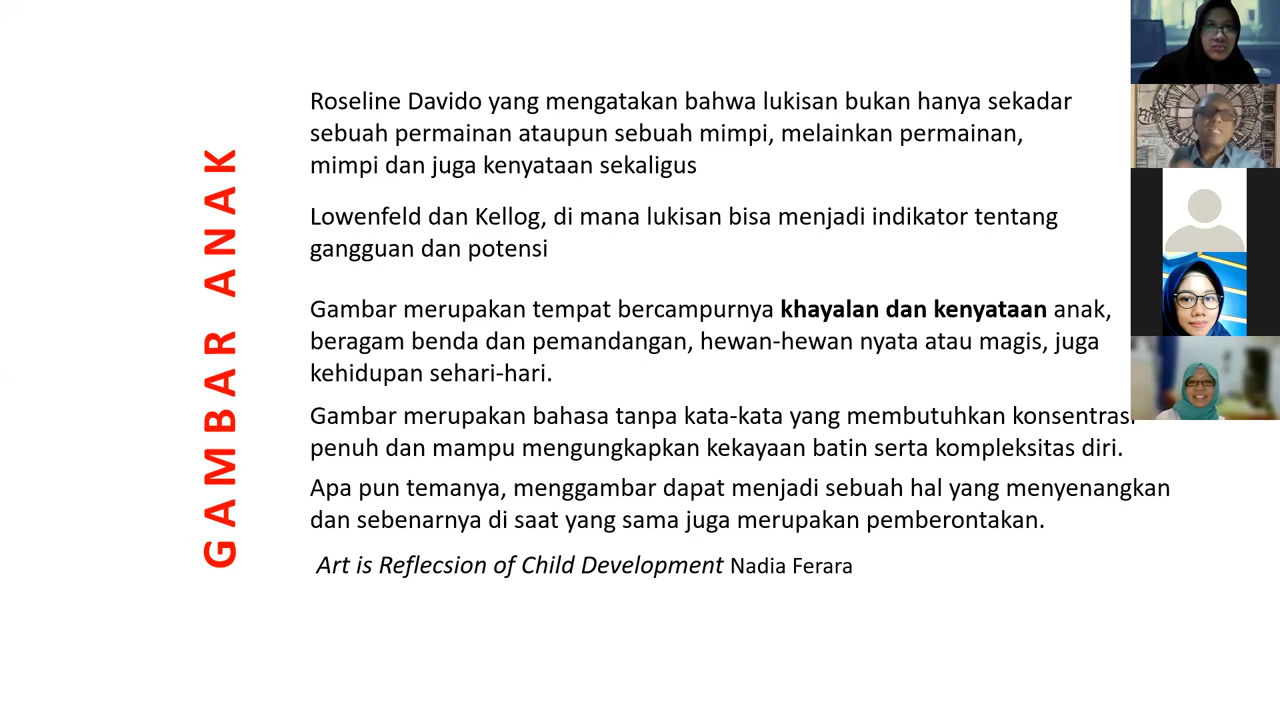 GAMBAR ANAK
Roseline Davido yang mengatakan bahwa lukisan bukan hanya sekadar
sebuah permainan ataupun sebuah mimpi, melainkan permainan,
mimpi dan juga kenyataan sekaligus
Lowenfeld dan Kellog, di mana lukisan bisa menjadi indikator tentang
gangguan dan potensi
Gambar merupakan tempat bercampurnya khayalan dan kenyataan anak,
beragam benda dan pemandangan, hewan-hewan nyata atau magis, juga
kehidupan sehari-hari.
Gambar merupakan bahasa tanpa kata-kata yang membutuhkan konsentrasi
penuh dan mampu mengungkapkan kekayaan batin serta kompleksitas diri.
Apa pun temanya, menggambar dapat menjadi sebuah hal yang menyenangkan
dan sebenarnya di saat yang sama juga merupakan pemberontakan.
Art is Reflecsion of Child Development Nadia Ferara